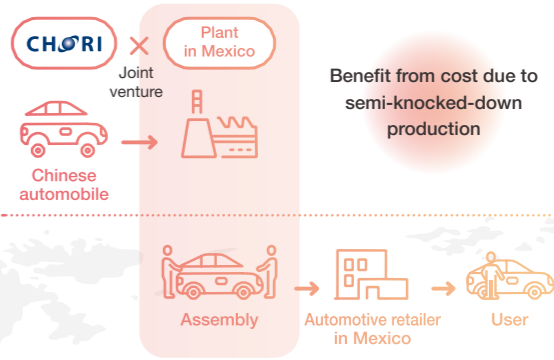 CHORI
Plant
in Mexico
Joint
venture
Benefit from cost due to
semi-knocked-down
production
Chinese
automobile
Assembly
Automotive retailer
in Mexico
User